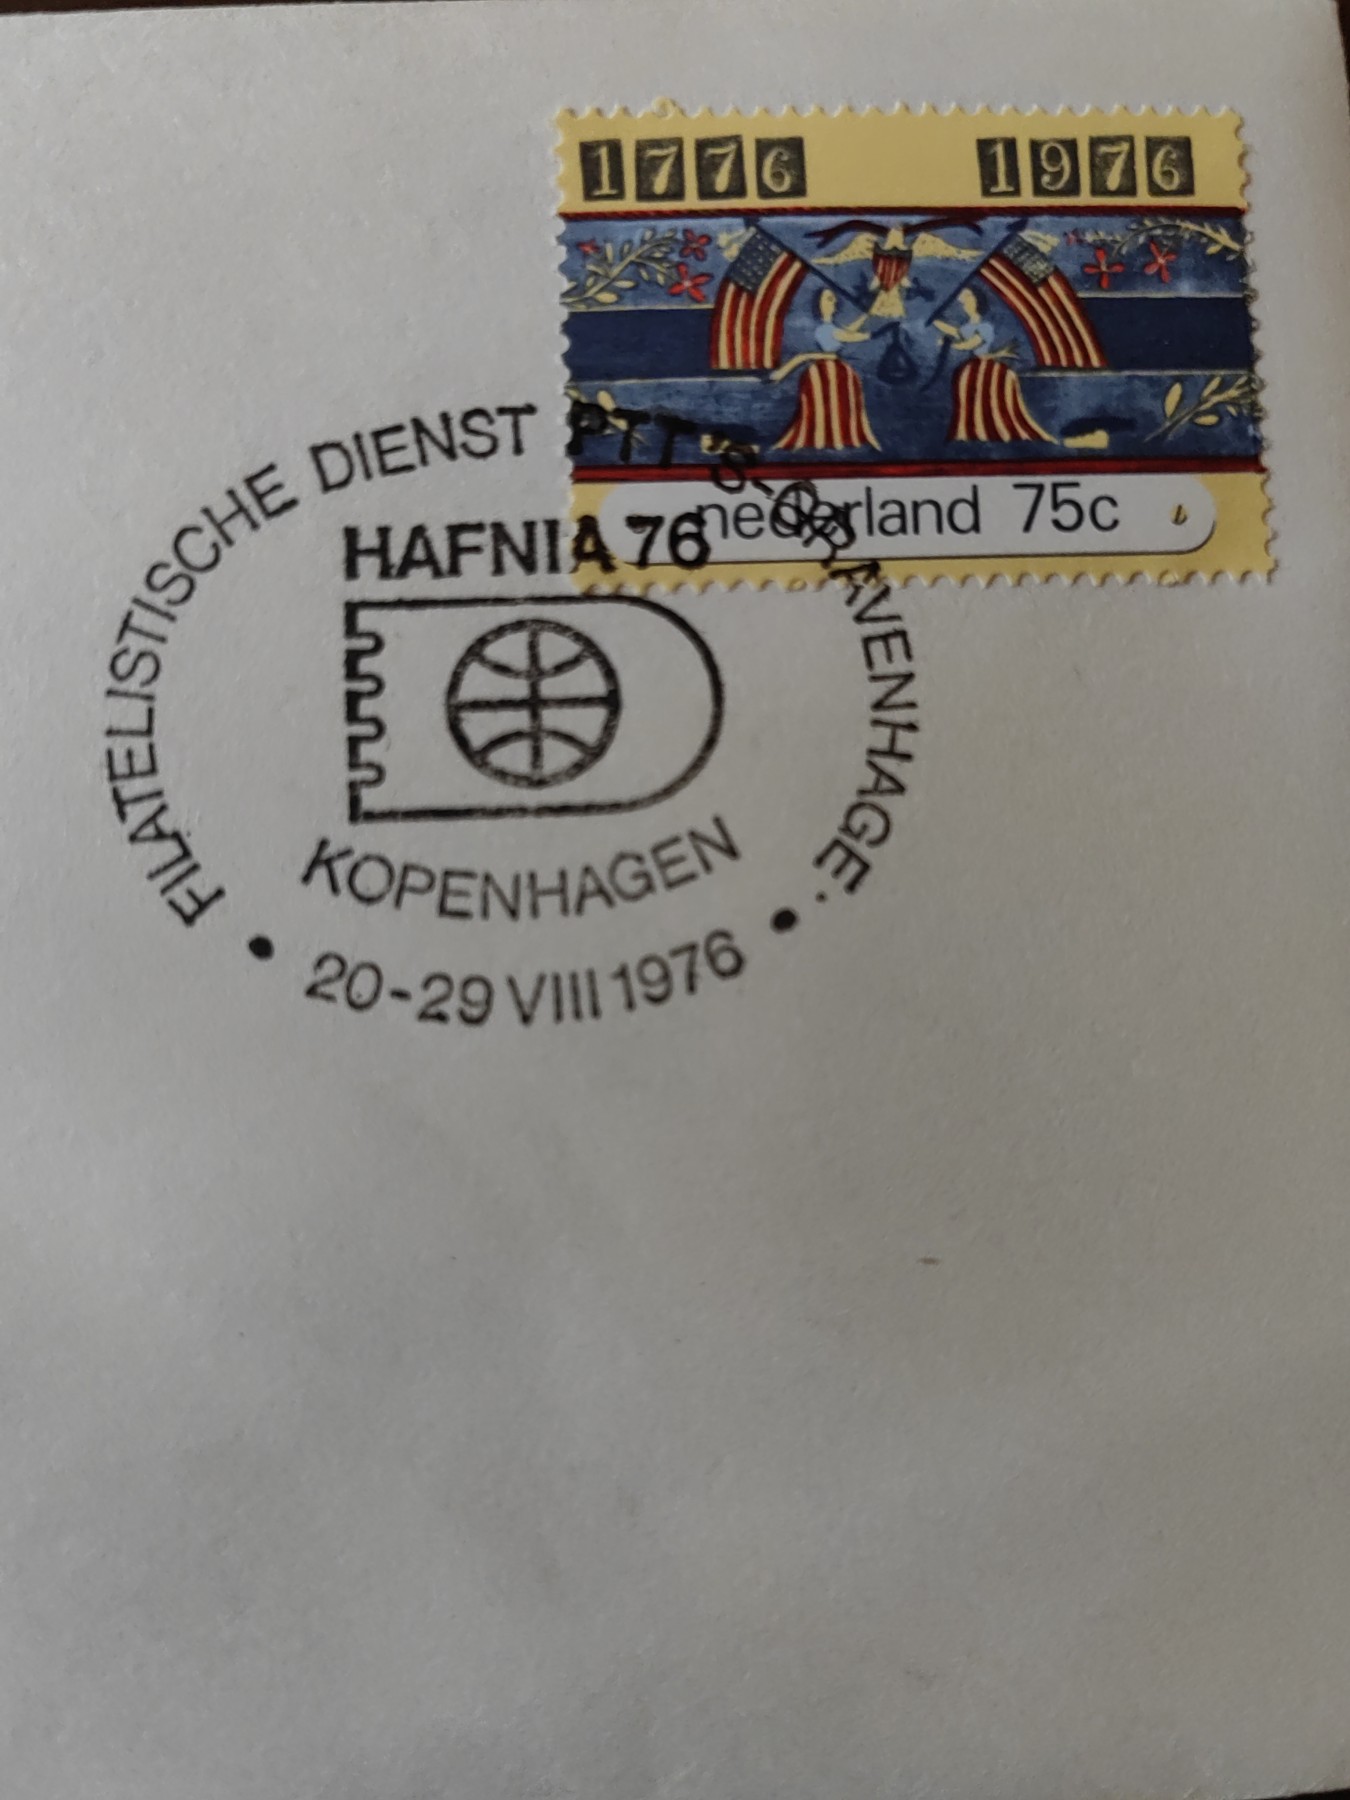 1776 1976
nederland 75c
FILATELISTISCHE DIENST PTT 'S-GRAVENHAGE
HAFNIA 76
KOPENHAGEN
20-29 VIII 1976